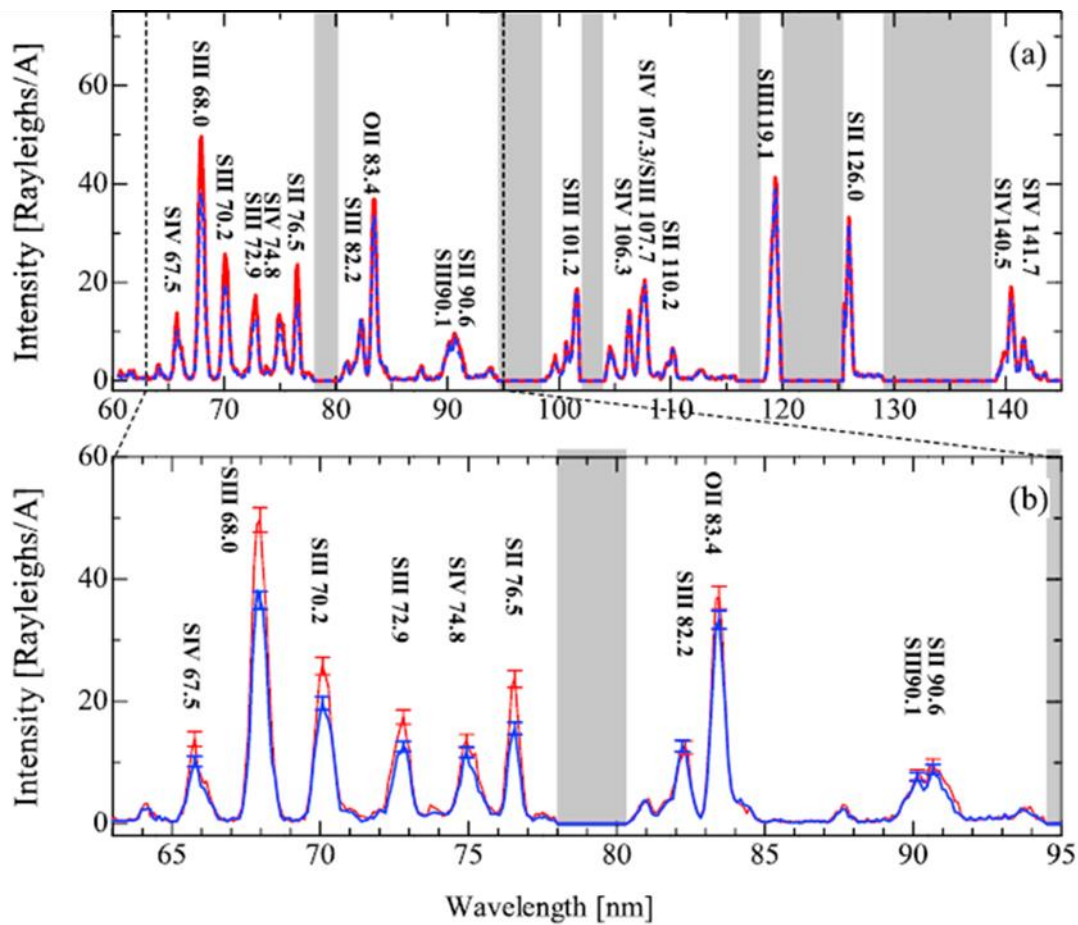 (a)
Intensity [Rayleighs/A]
60
40
20
0
SIV 67.5
SIII 68.0
SIII 70.2
SIII 72.9
SIV 74.8
SII 76.5
SIII 82.2
OII 83.4
SIII90.1
SII 90.6
SIII 101.2
SIV 106.3
SIV 107.3/SIII 107.7
SII 110.2
SIII119.1
SII 126.0
SIV140.5
SIV 141.7
60 70 80 90 100 110 120 130 140
(b)
Intensity [Rayleighs/A]
60
40
20
0
SIV 67.5
SIII 68.0
SIII 70.2
SIII 72.9
SIV 74.8
SII 76.5
SIII 82.2
OII 83.4
SIII90.1
SII 90.6
65 70 75 80 85 90 95
Wavelength [nm]